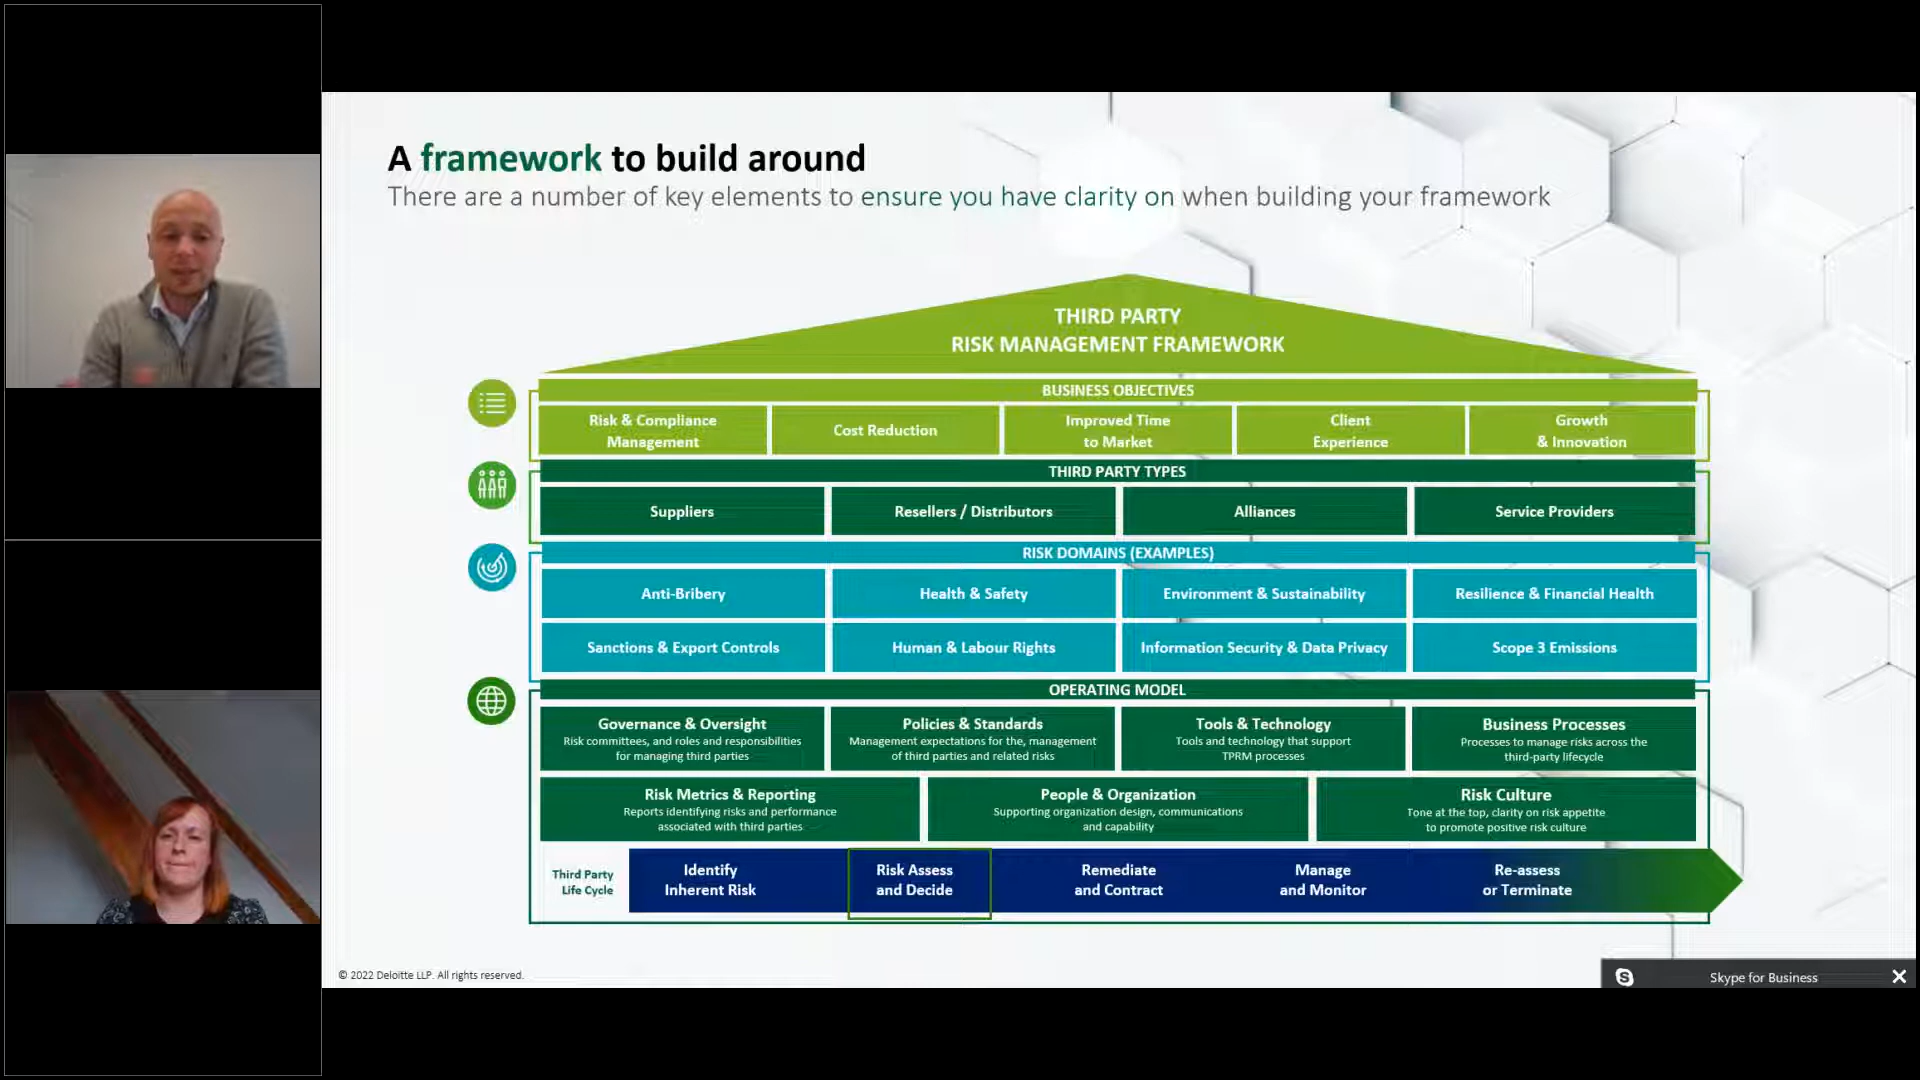 A framework to build around
There are a number of key elements to ensure you have clarity on when building your framework
THIRD PARTY
RISK MANAGEMENT FRAMEWORK
BUSINESS OBJECTIVES
Risk & Compliance
Management
Cost Reduction
Improved Time
to Market
Client
Experience
Growth
& Innovation
THIRD PARTY TYPES
Suppliers
Resellers / Distributors
Alliances
Service Providers
RISK DOMAINS (EXAMPLES)
Anti-Bribery
Health & Safety
Environment & Sustainability
Resilience & Financial Health
Sanctions & Export Controls
Human & Labour Rights
Information Security & Data Privacy
Scope 3 Emissions
OPERATING MODEL
Governance & Oversight
Risk committees, and roles and responsibilities
for managing third parties
Policies & Standards
Management expectations for the, management
of third parties and related risks
Tools & Technology
Tools and technology that support
TPRM processes
Business Processes
Processes to manage risks across the
third-party lifecycle
Risk Metrics & Reporting
Reports identifying risks and performance
associated with third parties
People & Organization
Supporting organization design, communications
and capability
Risk Culture
Tone at the top, clarity on risk appetite
to promote positive risk culture
Third Party
Life Cycle
Identify
Inherent Risk
Risk Assess
and Decide
Remediate
and Contract
Manage
and Monitor
Re-assess
or Terminate
© 2022 Deloitte LLP. All rights reserved.
Skype for Business